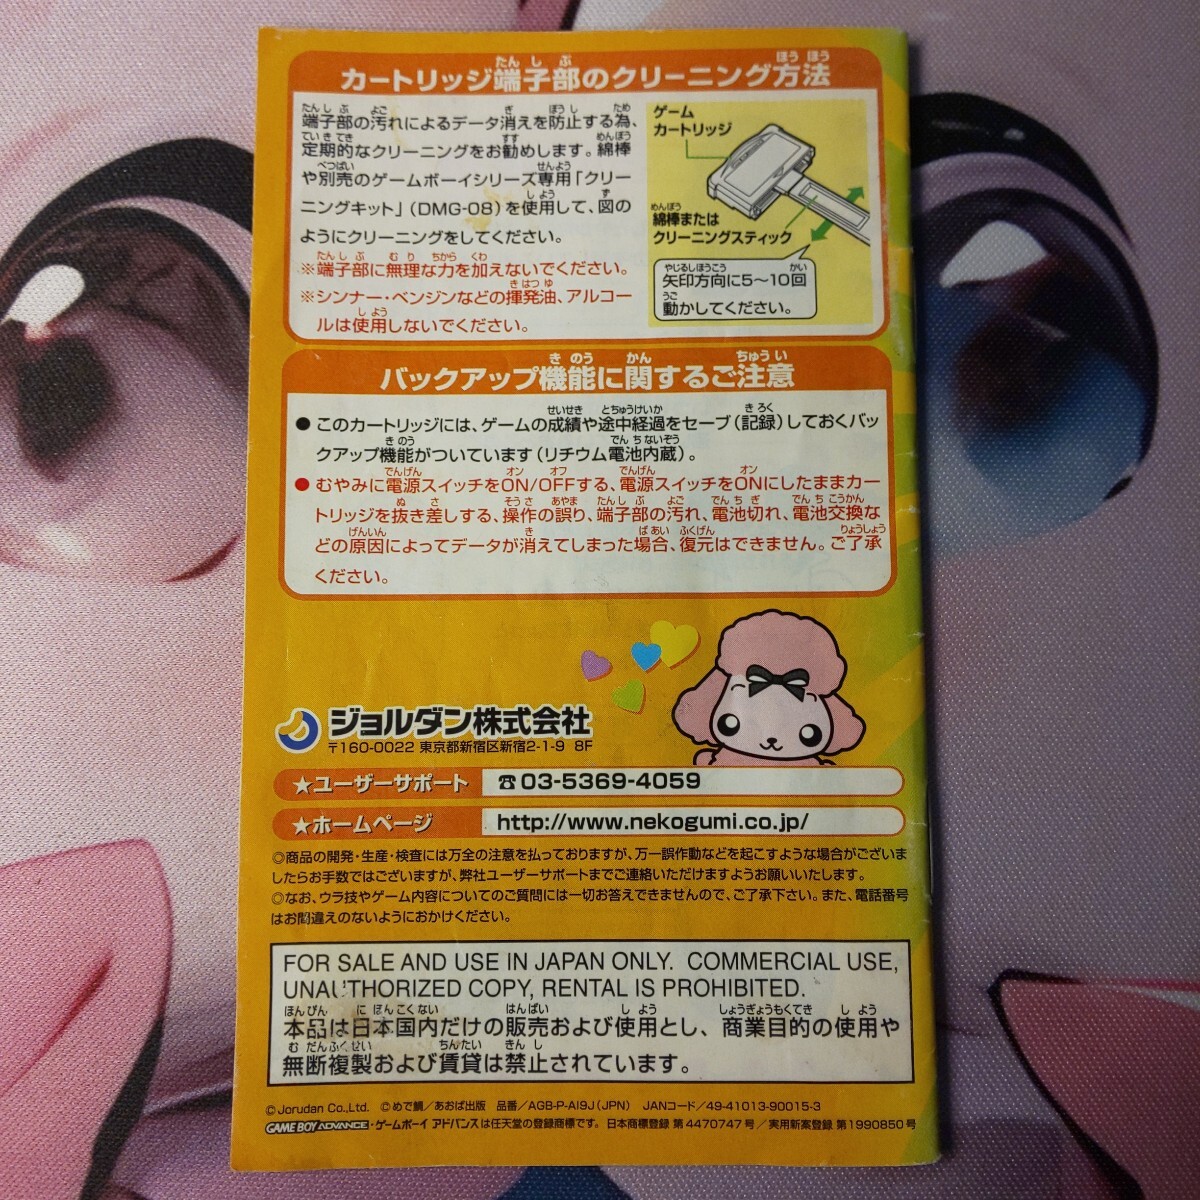 カートリッジ端子部のクリーニング方法
端子部の汚れによるデータ消えを防止する為、
定期的なクリーニングをお勧めします。綿棒
や別売のゲームボーイシリーズ専用「クリー
ニングキット」(DMG-08)を使用して、図の
ようにクリーニングをしてください。
※端子部に無理な力を加えないでください。
※シンナー・ベンジンなどの揮発油、アルコー
ルは使用しないでください。
ゲーム
カートリッジ
綿棒または
クリーニングスティック
矢印方向に5〜10回
動かしてください。
バックアップ機能に関するご注意
●このカートリッジには、ゲームの成績や途中経過をセーブ(記録)しておくバッ
クアップ機能がついています(リチウム電池内蔵)。
●むやみに電源スイッチをON/OFFする、電源スイッチをONにしたままカー
トリッジを抜き差しする、操作の誤り、端子部の汚れ、電池切れ、電池交換な
どの原因によってデータが消えてしまった場合、復元はできません。ご了承
ください。
ジョルダン株式会社
〒160-0022 東京都新宿区新宿2-1-9 8F
★ユーザーサポート ☎03-5369-4059
★ホームページ http://www.nekogumi.co.jp/
◎商品の開発・生産・検査には万全の注意を払っておりますが、万一誤作動などを起こすような場合がございま
したらお手数ではございますが、弊社ユーザーサポートまでご連絡いただけますようお願いいたします。
◎なお、ウラ技やゲーム内容についてのご質問には一切お答えできませんので、ご了承下さい。また、電話番号
はお間違えのないようにおかけください。
FOR SALE AND USE IN JAPAN ONLY. COMMERCIAL USE,
UNAUTHORIZED COPY, RENTAL IS PROHIBITED.
本品は日本国内だけの販売および使用とし、商業目的の使用や
無断複製および賃貸は禁止されています。
© Jorudan Co.,Ltd. ©めで鯛/あおば出版 品番/AGB-P-AI9J(JPN) JANコード/49-41013-90015-3
GAME BOY ADVANCE・ゲームボーイ アドバンスは任天堂の登録商標です。日本商標登録 第4470747号/実用新案登録 第1990850号